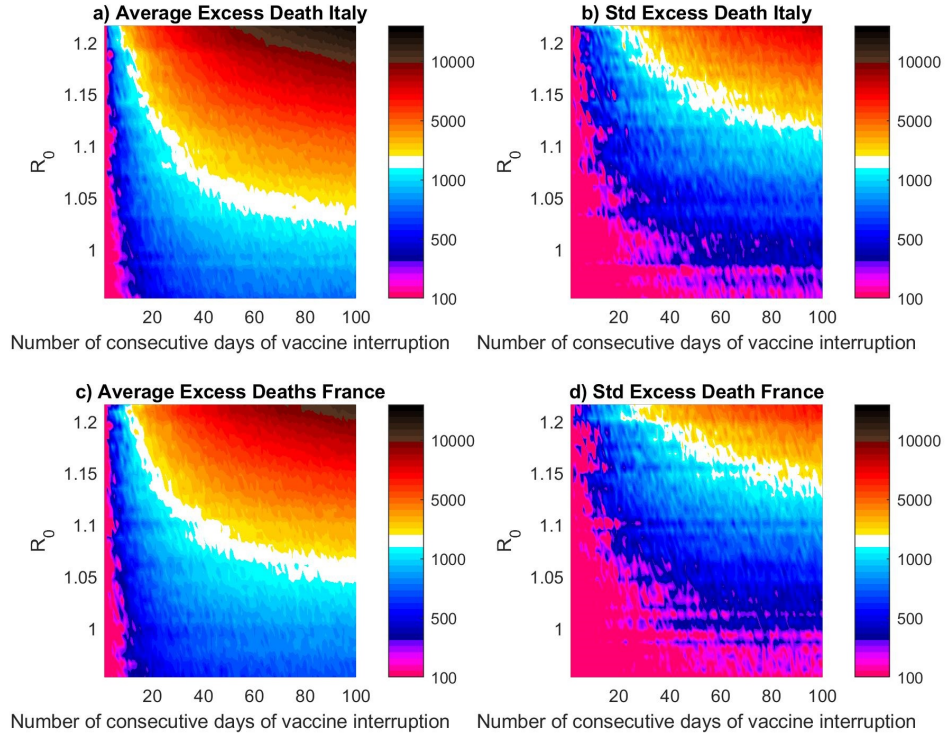 a) Average Excess Death Italy
b) Std Excess Death Italy
1.2
1.15
1.1
1.05
1
R0
20 40 60 80 100
Number of consecutive days of vaccine interruption
10000
5000
1000
500
100
1.2
1.15
1.1
1.05
1
R0
20 40 60 80 100
Number of consecutive days of vaccine interruption
10000
5000
1000
500
100
c) Average Excess Deaths France
d) Std Excess Death France
1.2
1.15
1.1
1.05
1
R0
20 40 60 80 100
Number of consecutive days of vaccine interruption
10000
5000
1000
500
100
1.2
1.15
1.1
1.05
1
R0
20 40 60 80 100
Number of consecutive days of vaccine interruption
10000
5000
1000
500
100